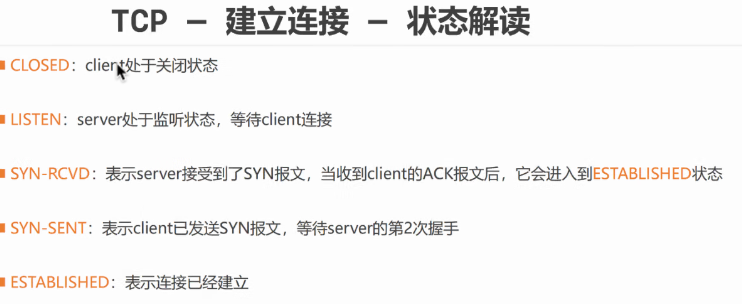 TCP – 建立连接 – 状态解读
CLOSED：client处于关闭状态
LISTEN：server处于监听状态，等待client连接
SYN-RCVD：表示server接受到了SYN报文，当收到client的ACK报文后，它会进入到ESTABLISHED状态
SYN-SENT：表示client已发送SYN报文，等待server的第2次握手
ESTABLISHED：表示连接已经建立